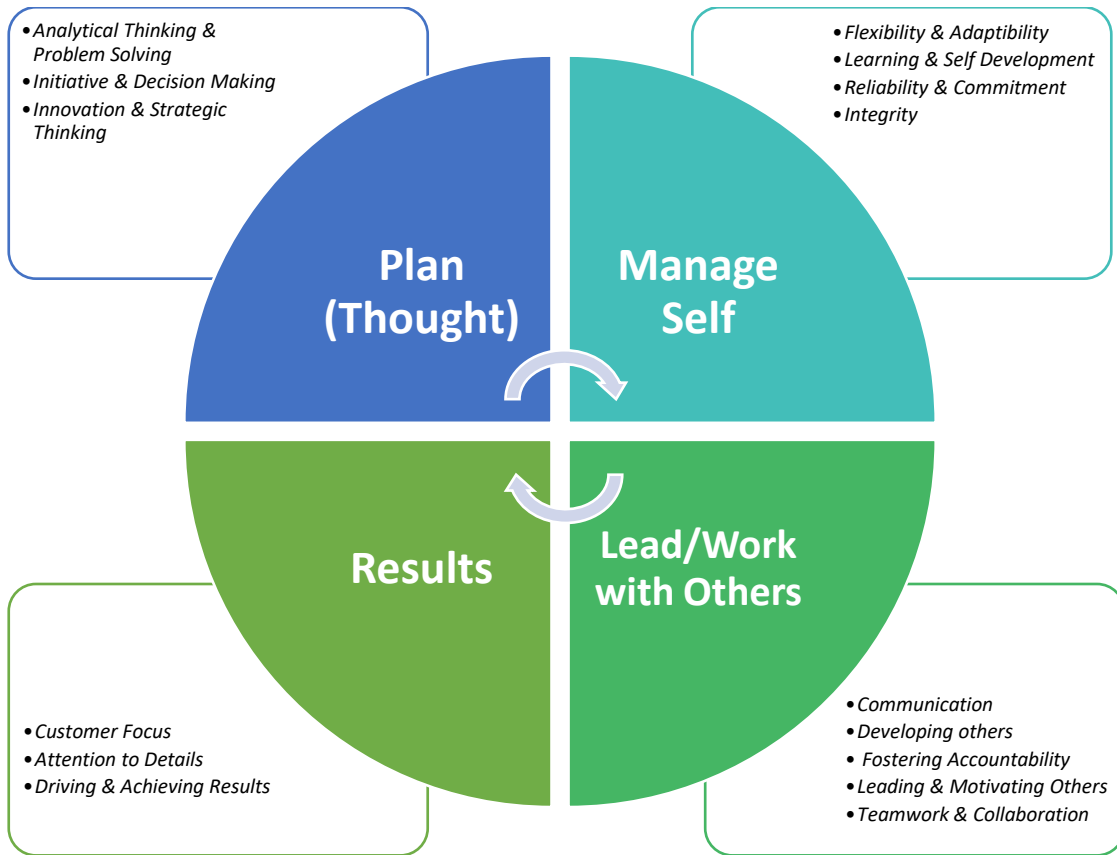 •Analytical Thinking &
Problem Solving
•Initiative & Decision Making
•Innovation & Strategic
Thinking
•Flexibility & Adaptibility
•Learning & Self Development
•Reliability & Commitment
•Integrity
Plan
(Thought)
Manage
Self
Results
Lead/Work
with Others
•Customer Focus
•Attention to Details
•Driving & Achieving Results
•Communication
•Developing others
• Fostering Accountability
•Leading & Motivating Others
•Teamwork & Collaboration